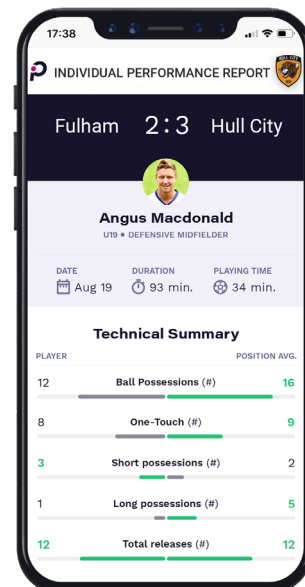 17:38
INDIVIDUAL PERFORMANCE REPORT
HULL CITY
Fulham 2:3 Hull City
Angus Macdonald
U19 • DEFENSIVE MIDFIELDER
DATE DURATION PLAYING TIME
Aug 19 93 min. 34 min.
Technical Summary
PLAYER POSITION AVG.
12 Ball Possessions (#) 16
8 One-Touch (#) 9
3 Short possessions (#) 2
1 Long possessions (#) 5
12 Total releases (#) 12